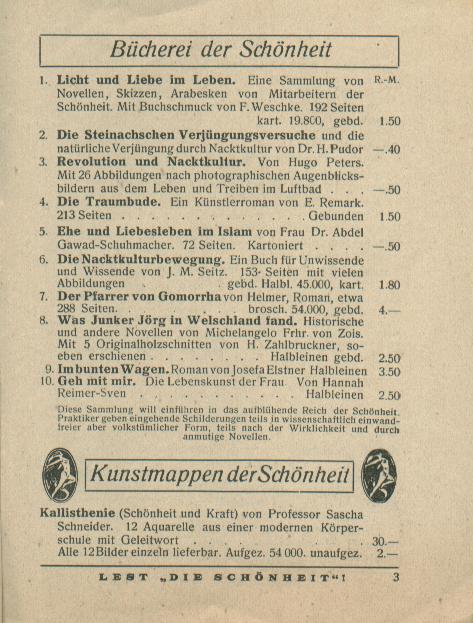 Bücherei der Schönheit
1. Licht und Liebe im Leben. Eine Sammlung von R.-M.
Novellen, Skizzen, Arabesken von Mitarbeitern der
Schönheit. Mit Buchschmuck von F. Weschke. 192 Seiten
kart. 19.800, gebd. 1.50
2. Die Steinachschen Verjüngungsversuche und die
natürliche Verjüngung durch Nacktkultur von Dr. H. Pudor —.40
3. Revolution und Nacktkultur. Von Hugo Peters.
Mit 26 Abbildungen nach photographischen Augenblicks-
bildern aus dem Leben und Treiben im Luftbad . . . —.50
4. Die Traumbude. Ein Künstlerroman von E. Remark.
213 Seiten . . . . . . . . . . . . Gebunden 1.50
5. Ehe und Liebesleben im Islam von Frau Dr. Abdel
Gawad-Schuhmacher. 72 Seiten. Kartoniert . . . . —.50
6. Die Nacktkulturbewegung. Ein Buch für Unwissende
und Wissende von J. M. Seitz. 153 Seiten mit vielen
Abbildungen . gebd. Halbl. 45.000, kart. 1.80
7. Der Pfarrer von Gomorrha von Helmer, Roman, etwa
288 Seiten. . . . . . . . brosch. 54.000, gebd. 4.—
8. Was Junker Jörg in Welschland fand. Historische
und andere Novellen von Michelangelo Frhr. von Zois.
Mit 5 Originalholzschnitten von H. Zahlbruckner, so-
eben erschienen . . . . . . . . Halbleinen gebd. 2.50
9. Im bunten Wagen. Roman von Josefa Elstner Halbleinen 3.50
10. Geh mit mir. Die Lebenskunst der Frau Von Hannah
Reimer-Sven . . . . . . . . . . Halbleinen 2.50
Diese Sammlung will einführen in das aufblühende Reich der Schönheit.
Praktiker geben eingehende Schilderungen teils in wissenschaftlich einwand-
freier aber volkstümlicher Form, teils nach der Wirklichkeit und durch
anmutige Novellen.
Kunstmappen der Schönheit
Kallisthenie (Schönheit und Kraft) von Professor Sascha
Schneider. 12 Aquarelle aus einer modernen Körper-
schule mit Geleitwort . . . . . . . . . . . 30.—
Alle 12 Bilder einzeln lieferbar. Aufgez. 54 000. unaufgez. 2.—
LEST „DIE SCHÖNHEIT“! 3